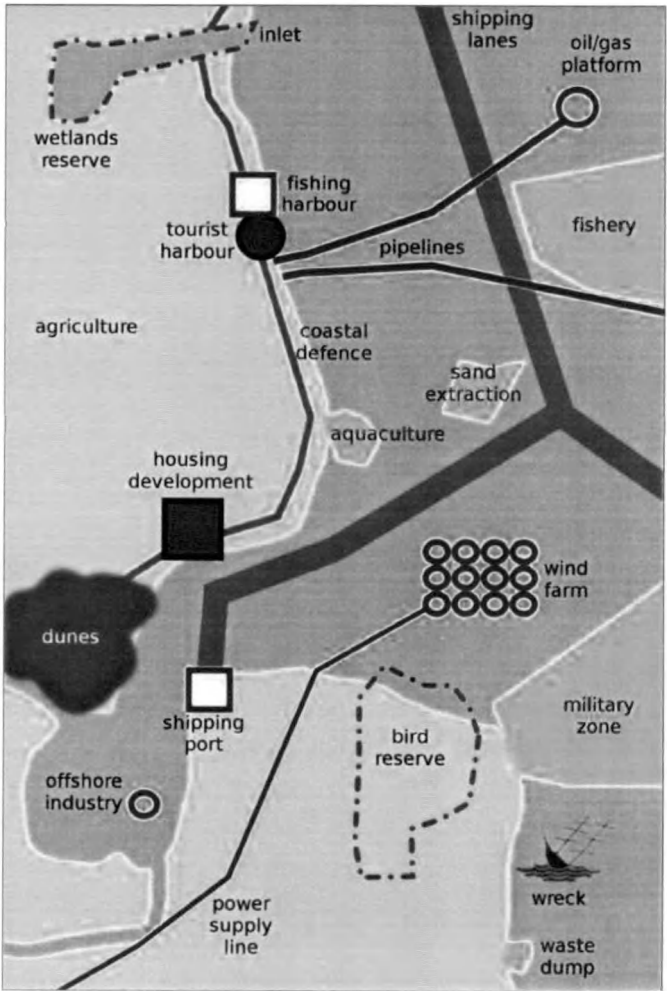 shipping
lanes
inlet
oil/gas
platform
wetlands
reserve
fishing
harbour
tourist
harbour
fishery
pipelines
agriculture
coastal
defence
sand
extraction
aquaculture
housing
development
wind
farm
dunes
shipping
port
military
zone
bird
reserve
offshore
industry
wreck
power
supply
line
waste
dump